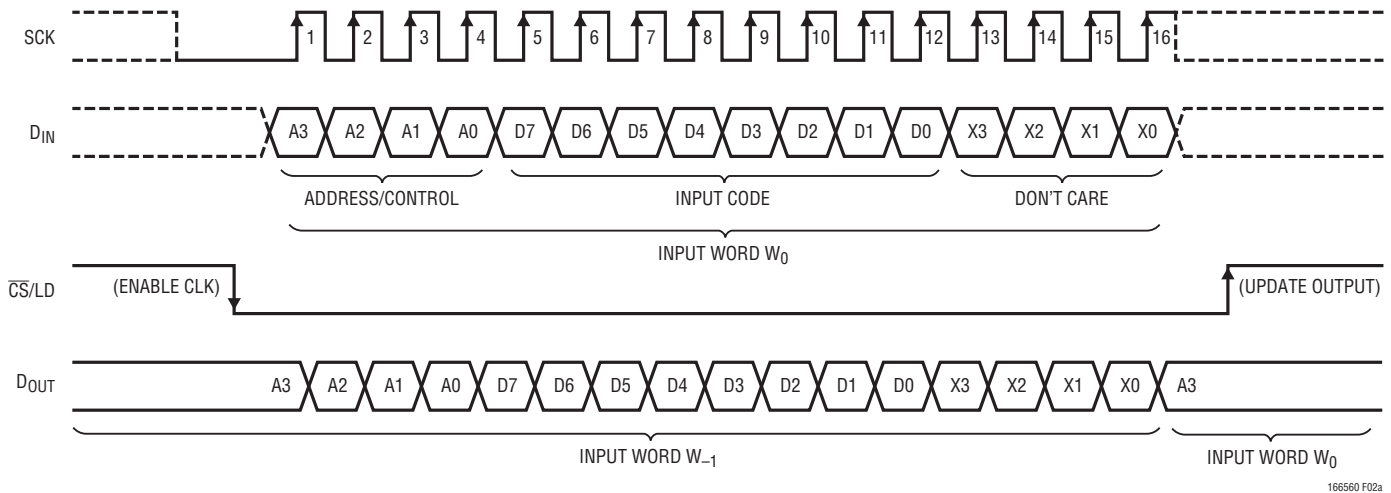 SCK 1 2 3 4 5 6 7 8 9 10 11 12 13 14 15 16
DIN A3 A2 A1 A0 D7 D6 D5 D4 D3 D2 D1 D0 X3 X2 X1 X0
ADDRESS/CONTROL INPUT CODE DON'T CARE
INPUT WORD W0
CS/LD (ENABLE CLK) (UPDATE OUTPUT)
DOUT A3 A2 A1 A0 D7 D6 D5 D4 D3 D2 D1 D0 X3 X2 X1 X0 A3
INPUT WORD W–1 INPUT WORD W0
166560 F02a